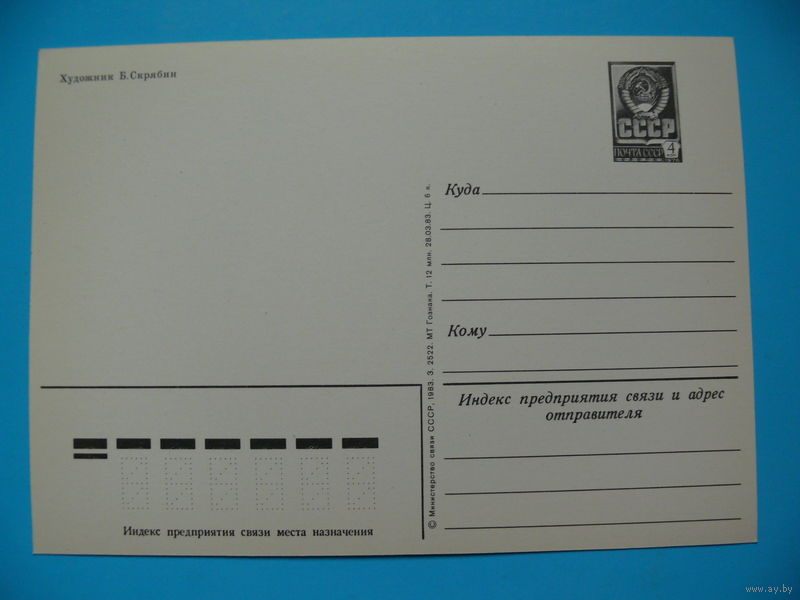 Художник Б. Скрябин
СССР
ПОЧТА СССР
4
Куда
Кому
Индекс предприятия связи и адрес
отправителя
© Министерство связи СССР, 1983. З. 2522. МТ Гознака. Т. 12 млн. 28.03.83. Ц. 6 к.
Индекс предприятия связи места назначения
www.ay.by